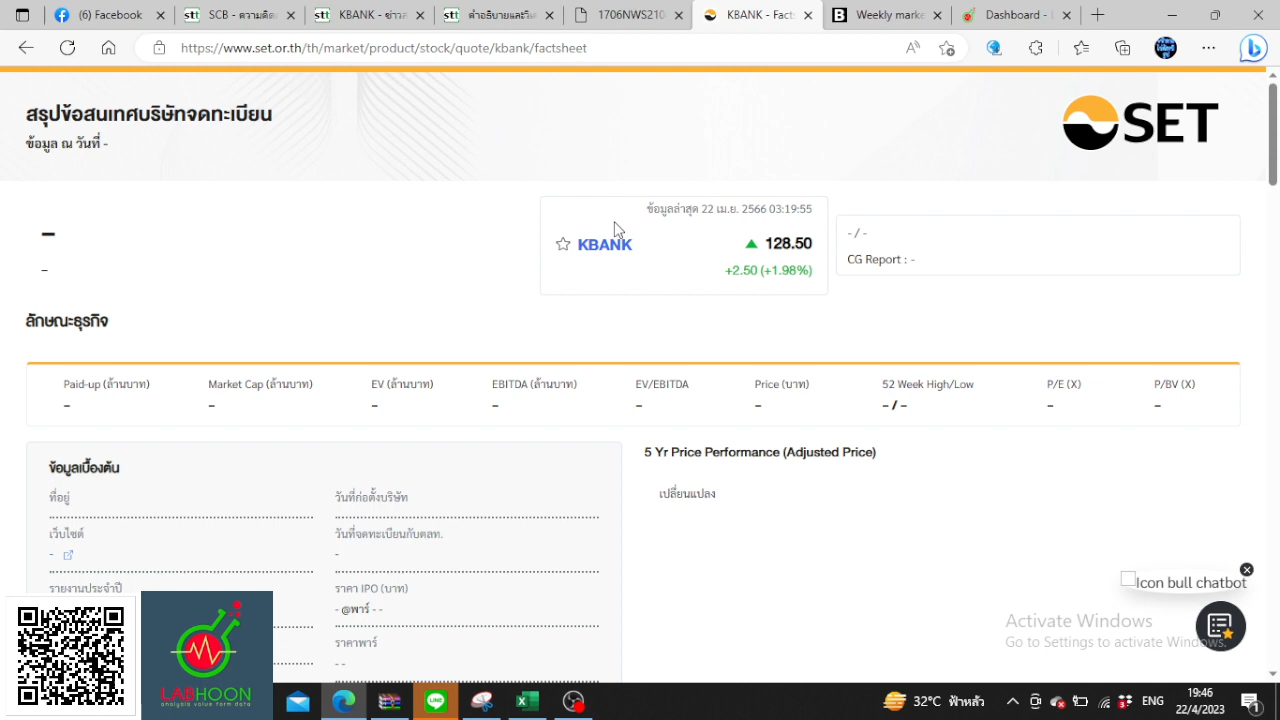 (2) Facebook
SCB - ความคิดเ
KBANK - ข่าว
คำอธิบายและ
1706NWS210
KBANK - Facts
Weekly marke
Dashboard - L
https://www.set.or.th/th/market/product/stock/quote/kbank/factsheet
สรุปข้อสนเทศบริษัทจดทะเบียน
ข้อมูล ณ วันที่ -
SET
ข้อมูลล่าสุด 22 เม.ย. 2566 03:19:55
–
KBANK
128.50
- / -
+2.50 (+1.98%)
CG Report : -
–
ลักษณะธุรกิจ
Paid-up (ล้านบาท)
Market Cap (ล้านบาท)
EV (ล้านบาท)
EBITDA (ล้านบาท)
EV/EBITDA
Price (บาท)
52 Week High/Low
P/E (X)
P/BV (X)
–
–
–
–
–
–
– / –
–
–
ข้อมูลเบื้องต้น
5 Yr Price Performance (Adjusted Price)
ที่อยู่
วันที่ก่อตั้งบริษัท
เปลี่ยนแปลง
เว็บไซต์
วันที่จดทะเบียนกับตลท.
-
-
รายงานประจำปี
ราคา IPO (บาท)
- @พาร์ - -
ราคาพาร์
- -
Icon bull chatbot
Activate Windows
Go to Settings to activate Windows.
LABHOON
analysis value form data
32°C ฟ้าหลัว
ENG
19:46
22/4/2023